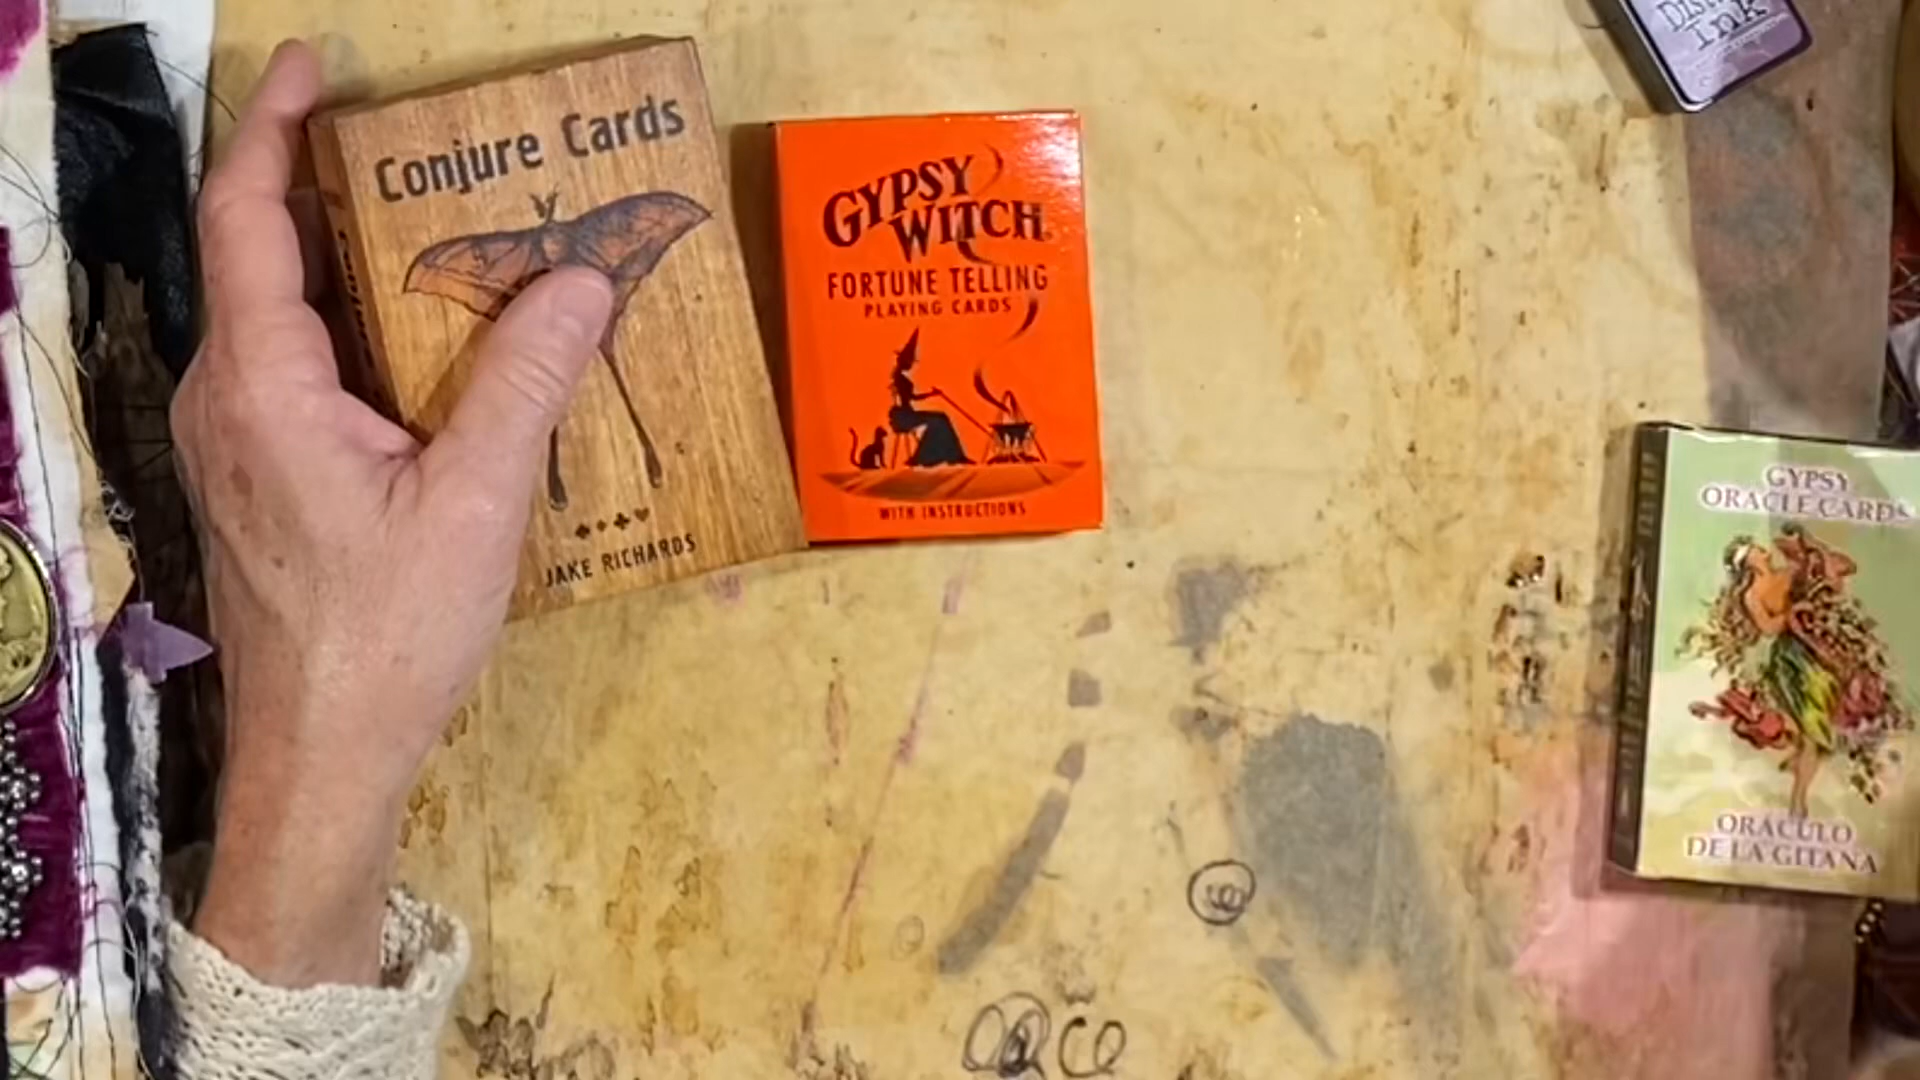 Conjure Cards
JAKE RICHARDS
GYPSY
WITCH
FORTUNE TELLING
PLAYING CARDS
WITH INSTRUCTIONS
Ink
GYPSY
ORACLE CARDS
ORACULO
DE LA GITANA